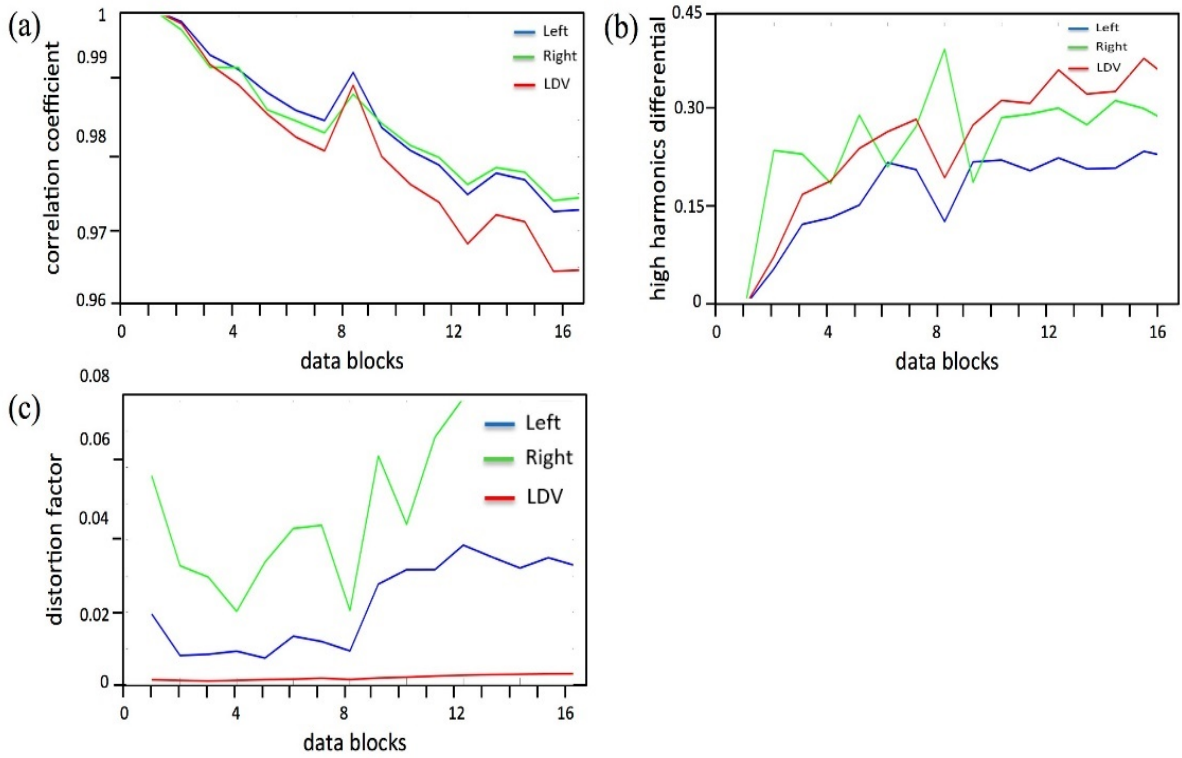 (a)
correlation coefficient
1
0.99
0.98
0.97
0.96
0 4 8 12 16
data blocks
Left
Right
LDV
(b)
high harmonics differential
0.45
0.30
0.15
0
0 4 8 12 16
data blocks
Left
Right
LDV
(c)
distortion factor
0.08
0.06
0.04
0.02
0
0 4 8 12 16
data blocks
Left
Right
LDV